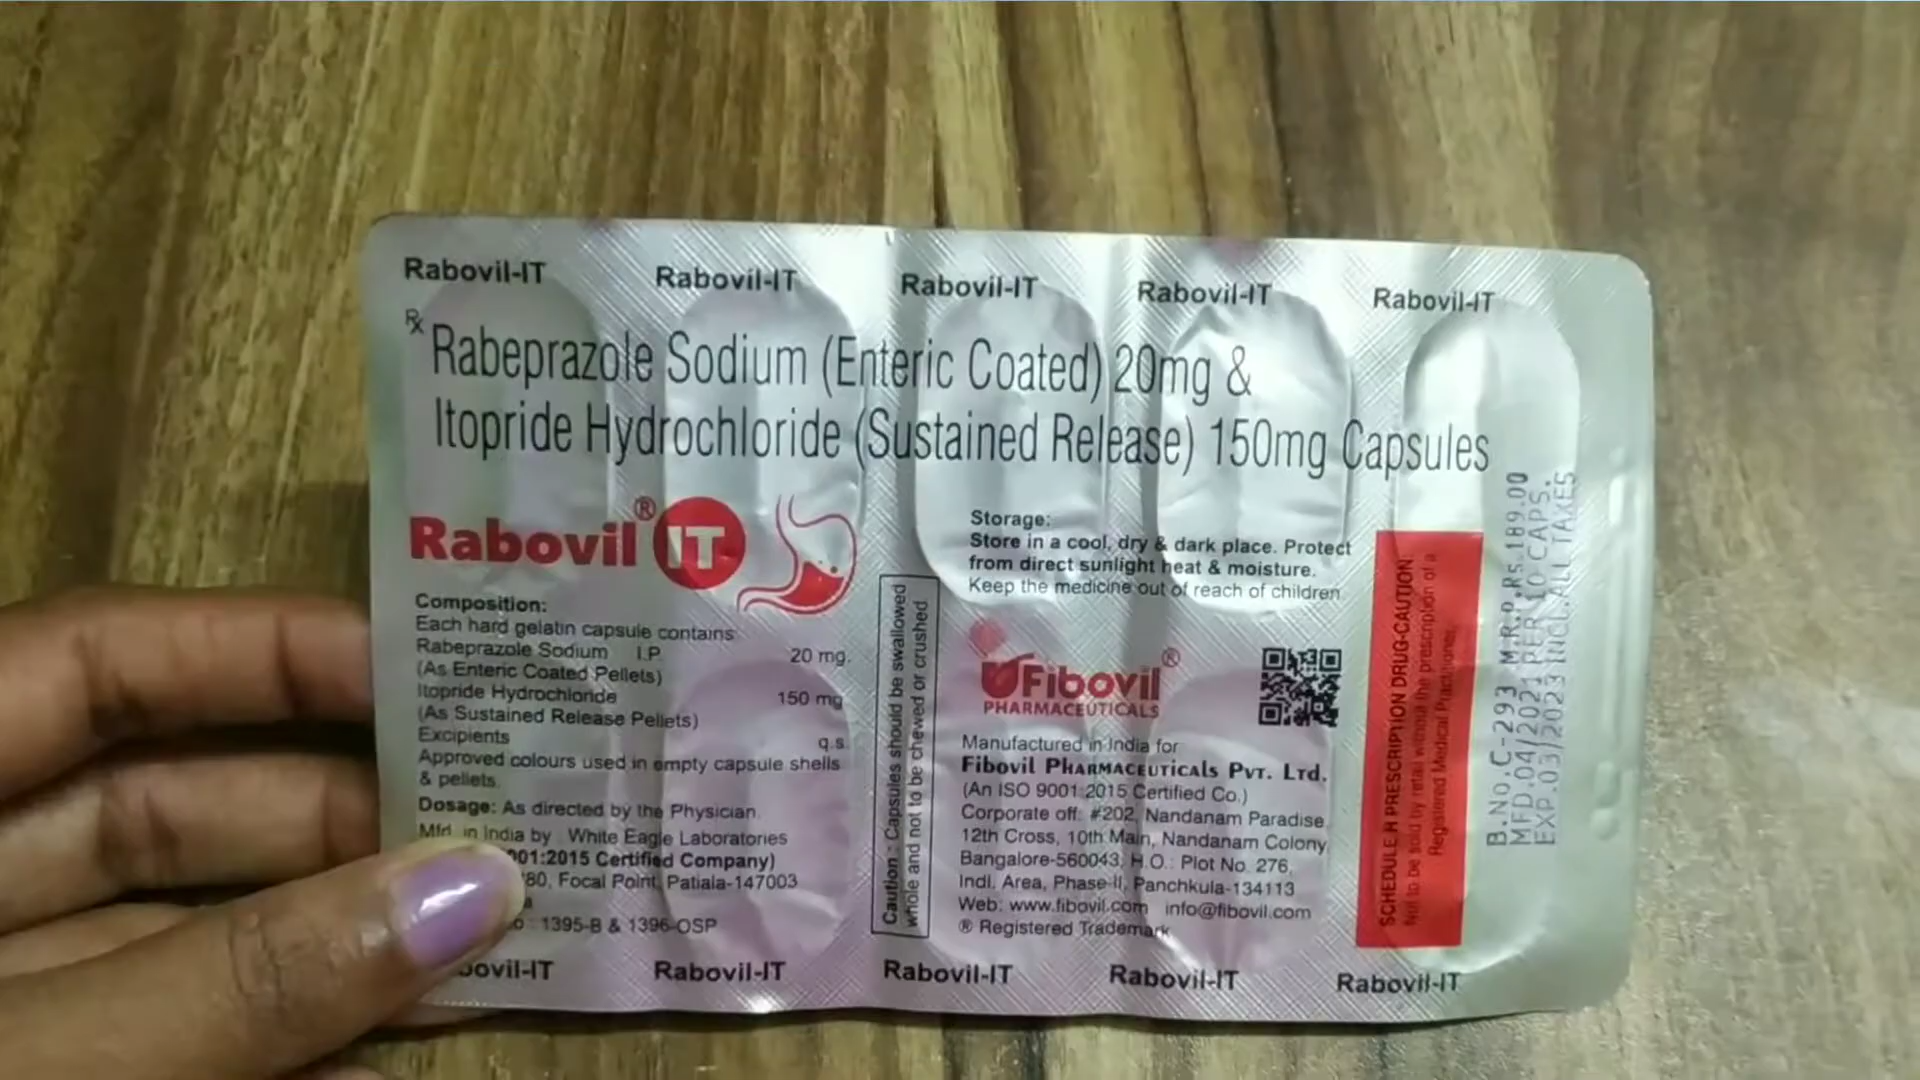 Rabovil-IT Rabovil-IT Rabovil-IT Rabovil-IT Rabovil-IT
Rx Rabeprazole Sodium (Enteric Coated) 20mg &
Itopride Hydrochloride (Sustained Release) 150mg Capsules
Rabovil® IT
Composition:
Each hard gelatin capsule contains
Rabeprazole Sodium I.P. 20 mg.
(As Enteric Coated Pellets)
Itopride Hydrochloride 150 mg
(As Sustained Release Pellets)
Excipients q.s.
Approved colours used in empty capsule shells
& pellets.
Dosage: As directed by the Physician.
Mfd. in India by : White Eagle Laboratories
001:2015 Certified Company)
80, Focal Point, Patiala-147003
1395-B & 1396-OSP
Caution : Capsules should be swallowed
whole and not to be chewed or crushed
Storage:
Store in a cool, dry & dark place. Protect
from direct sunlight heat & moisture.
Keep the medicine out of reach of children
Fibovil®
PHARMACEUTICALS
Manufactured in India for
Fibovil PHARMACEUTICALS PVT. LTD.
(An ISO 9001:2015 Certified Co.)
Corporate off: #202, Nandanam Paradise,
12th Cross, 10th Main, Nandanam Colony,
Bangalore-560043, H.O.: Plot No. 276,
Indl. Area, Phase-II, Panchkula-134113
Web: www.fibovil.com info@fibovil.com
® Registered Trademark
SCHEDULE H PRESCRIPTION DRUG-CAUTION:
Not to be sold by retail without the prescription of a
Registered Medical Practitioner.
B.No.C-293 M.R.P.Rs.189.00
MFD.04/2021 PER 10 CAPS.
EXP.03/2023 INCL.ALL TAXES
ovil-IT Rabovil-IT Rabovil-IT Rabovil-IT Rabovil-IT